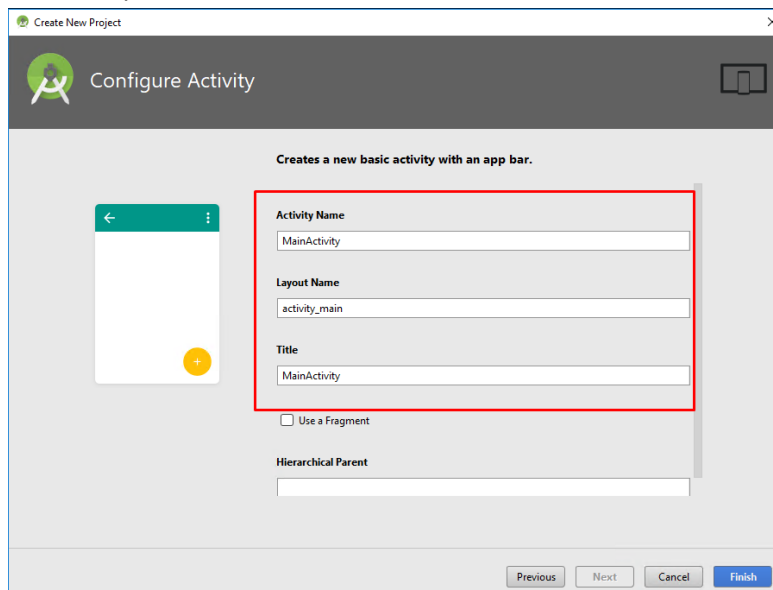 Create New Project
Configure Activity
Creates a new basic activity with an app bar.
Activity Name
MainActivity
Layout Name
activity_main
Title
MainActivity
Use a Fragment
Hierarchical Parent
Previous
Next
Cancel
Finish